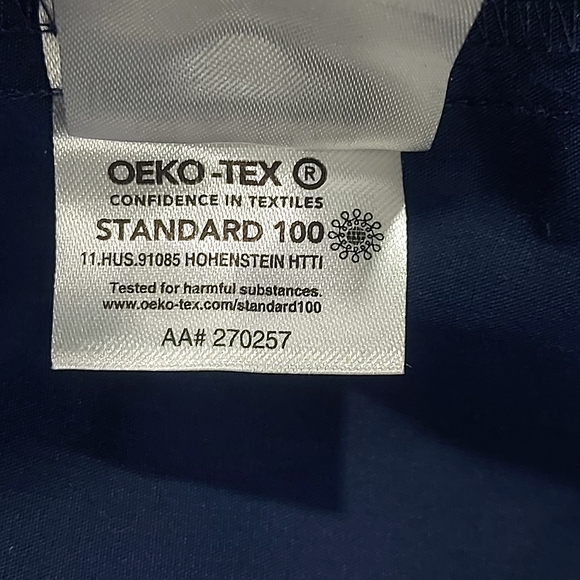 OEKO-TEX ®
CONFIDENCE IN TEXTILES
STANDARD 100
11.HUS.91085 HOHENSTEIN HTTI
Tested for harmful substances.
www.oeko-tex.com/standard100
AA# 270257